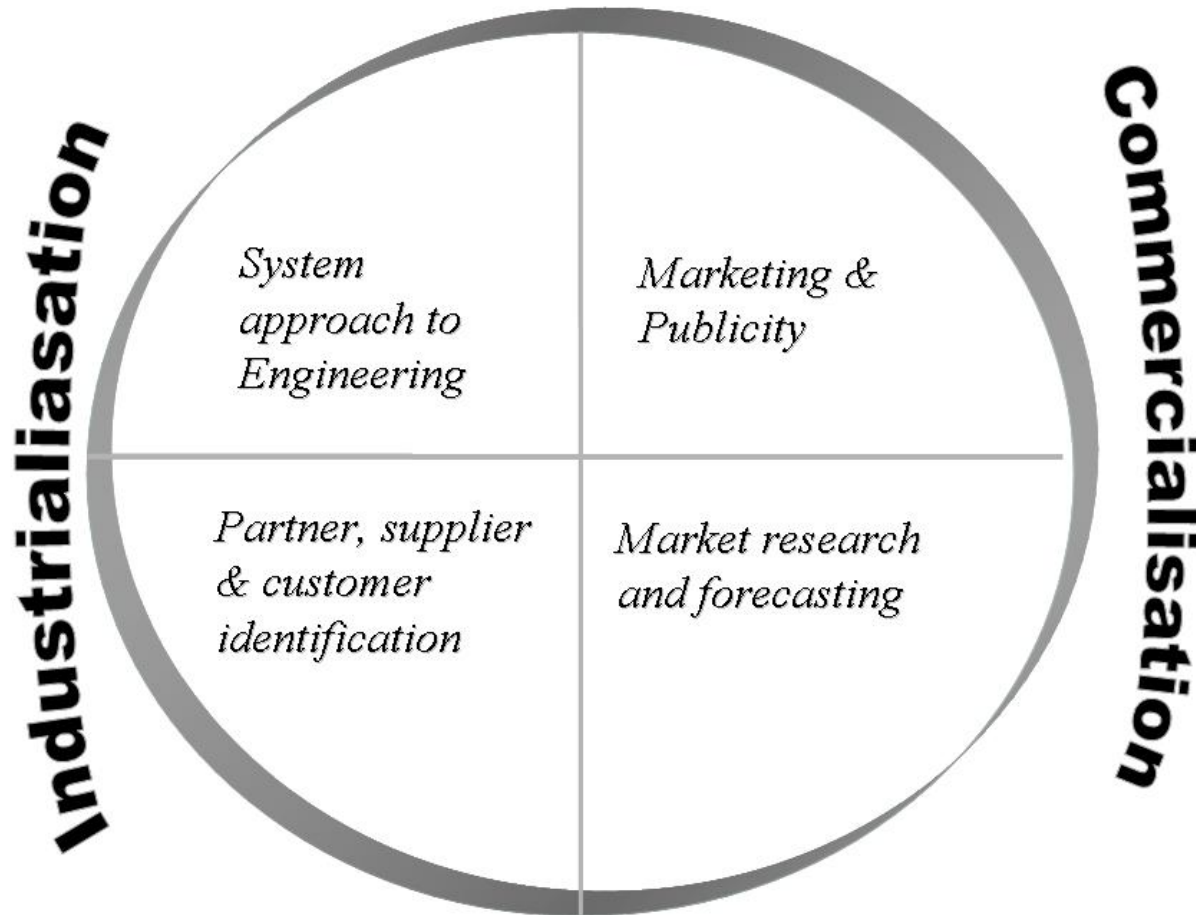 Industrialiasation
System
approach to
Engineering
Marketing &
Publicity
Partner, supplier
& customer
identification
Market research
and forecasting
Commercialisation